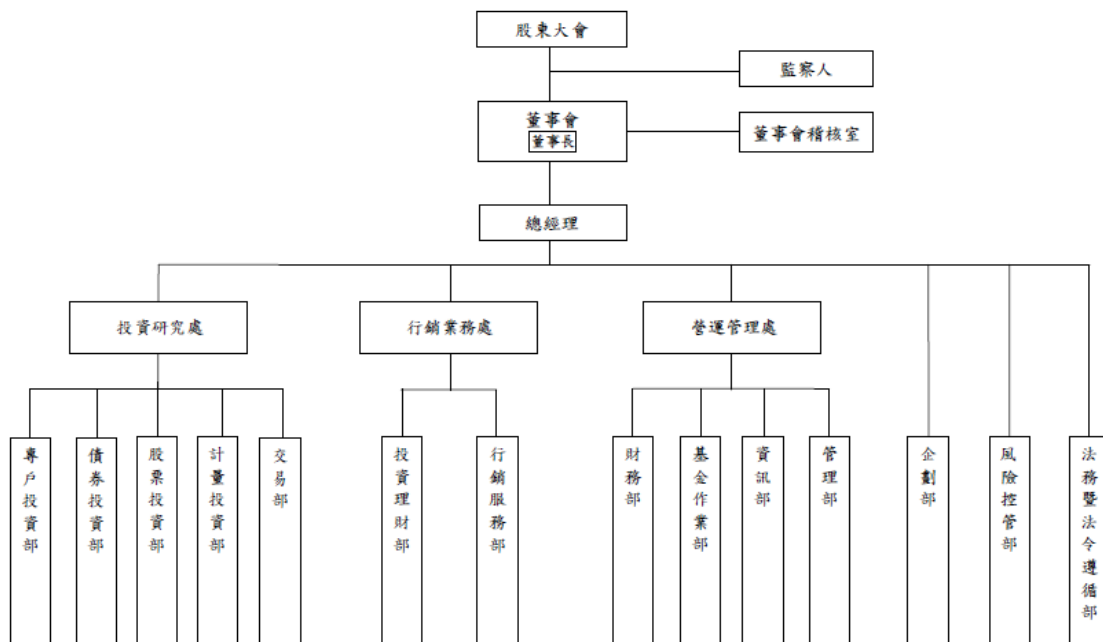 股東大會
監察人
董事會
董事長
董事會稽核室
總經理
投資研究處
行銷業務處
營運管理處
專戶投資部
債券投資部
股票投資部
計量投資部
交易部
投資理財部
行銷服務部
財務部
基金作業部
資訊部
管理部
企劃部
風險控管部
法務暨法令遵循部